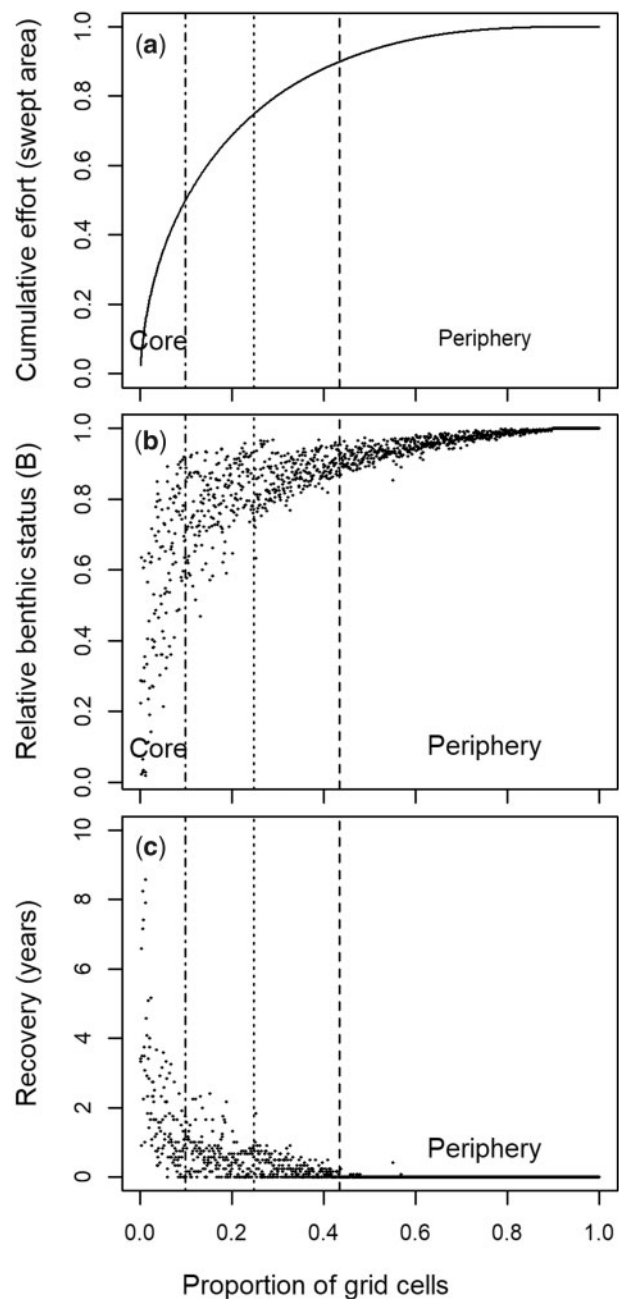 (a)
Cumulative effort (swept area)
1.0
0.8
0.6
0.4
0.2
0.0
Core
Periphery
(b)
Relative benthic status (B)
1.0
0.8
0.6
0.4
0.2
0.0
Core
Periphery
(c)
Recovery (years)
10
8
6
4
2
0
Periphery
0.0 0.2 0.4 0.6 0.8 1.0
Proportion of grid cells